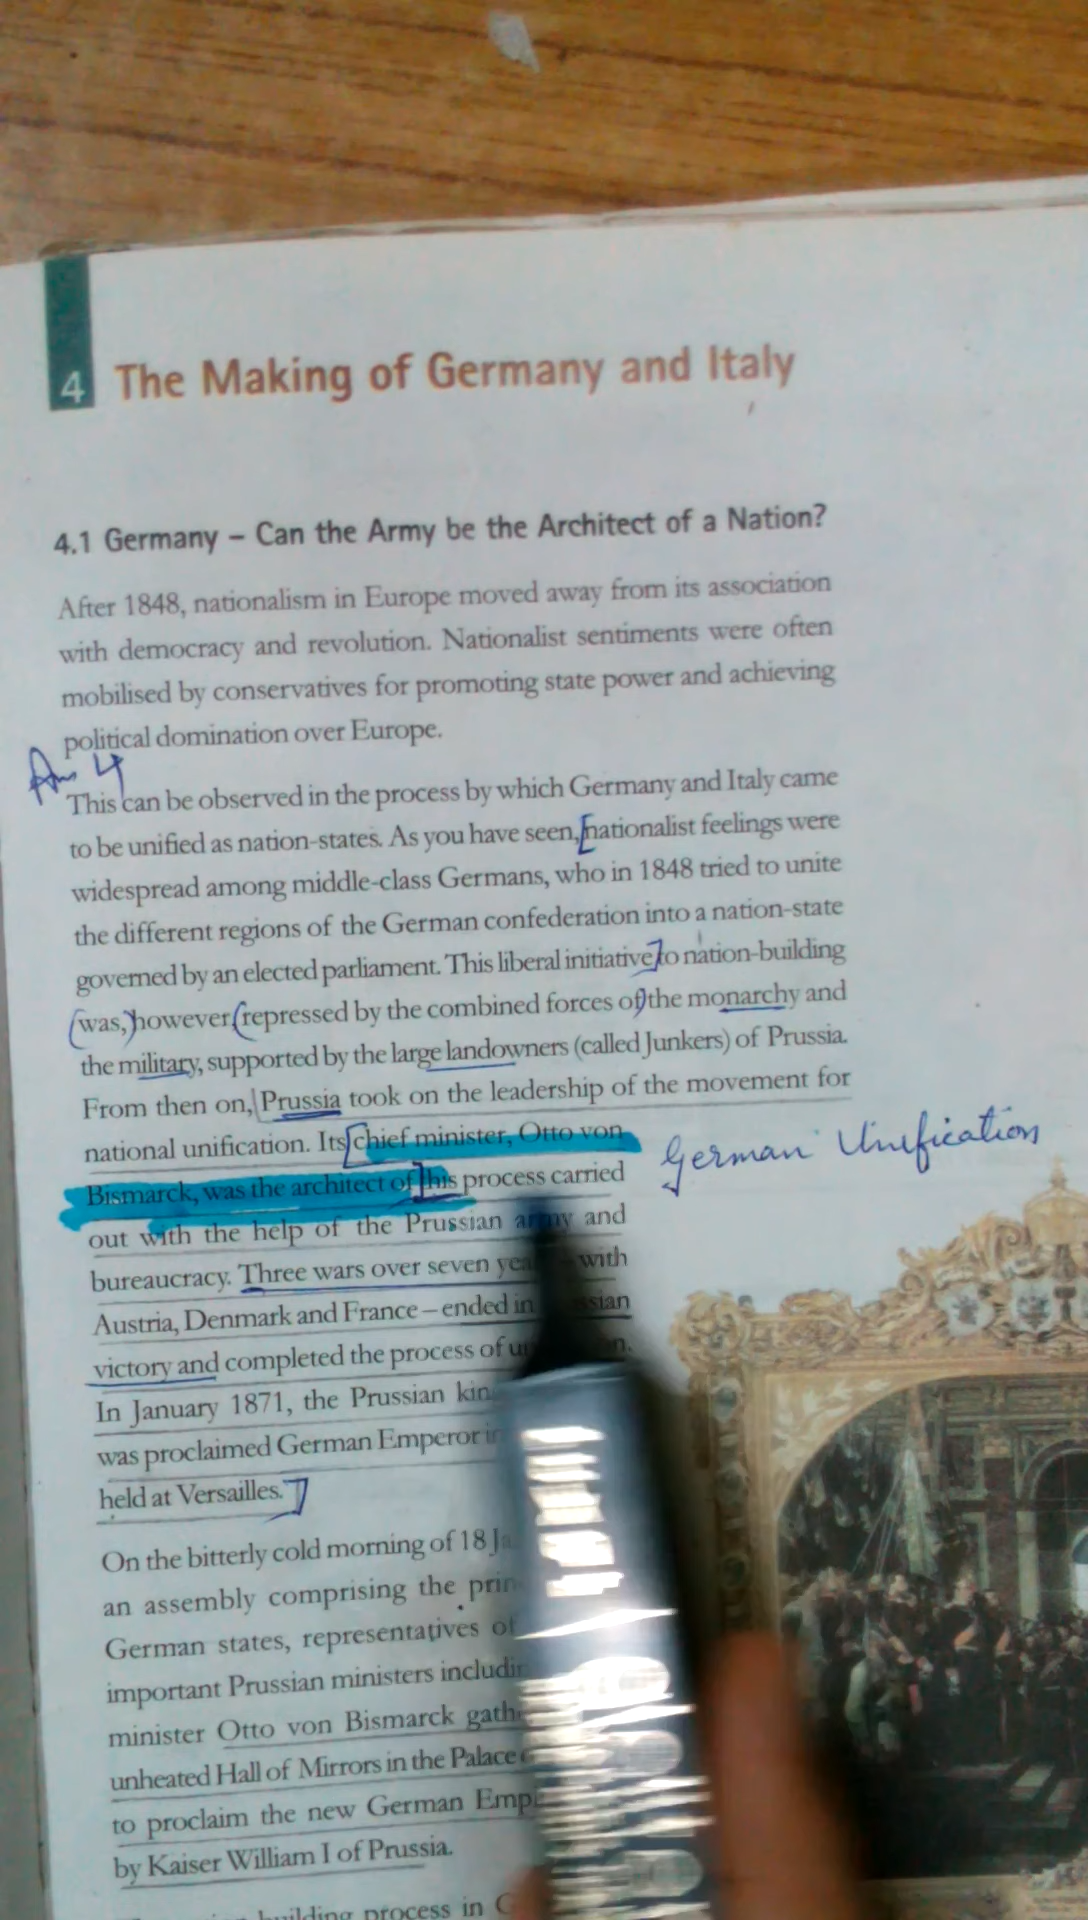 4 The Making of Germany and Italy
4.1 Germany – Can the Army be the Architect of a Nation?
After 1848, nationalism in Europe moved away from its association
with democracy and revolution. Nationalist sentiments were often
mobilised by conservatives for promoting state power and achieving
political domination over Europe.
Ans 4
This can be observed in the process by which Germany and Italy came
to be unified as nation-states. As you have seen, nationalist feelings were
widespread among middle-class Germans, who in 1848 tried to unite
the different regions of the German confederation into a nation-state
governed by an elected parliament. This liberal initiative to nation-building
was, however, repressed by the combined forces of the monarchy and
the military, supported by the large landowners (called Junkers) of Prussia.
From then on, Prussia took on the leadership of the movement for
national unification. Its chief minister, Otto von
German Unification
Bismarck, was the architect of this process carried
out with the help of the Prussian army and
bureaucracy. Three wars over seven with
Austria, Denmark and France – ended in
victory and completed the process of
In January 1871, the Prussian
was proclaimed German Emperor
held at Versailles.
On the bitterly cold morning of 18
an assembly comprising the
German states, representatives of
important Prussian ministers
minister Otto von Bismarck
unheated Hall of Mirrors in the Palace
to proclaim the new German
by Kaiser William I of Prussia.
building process in